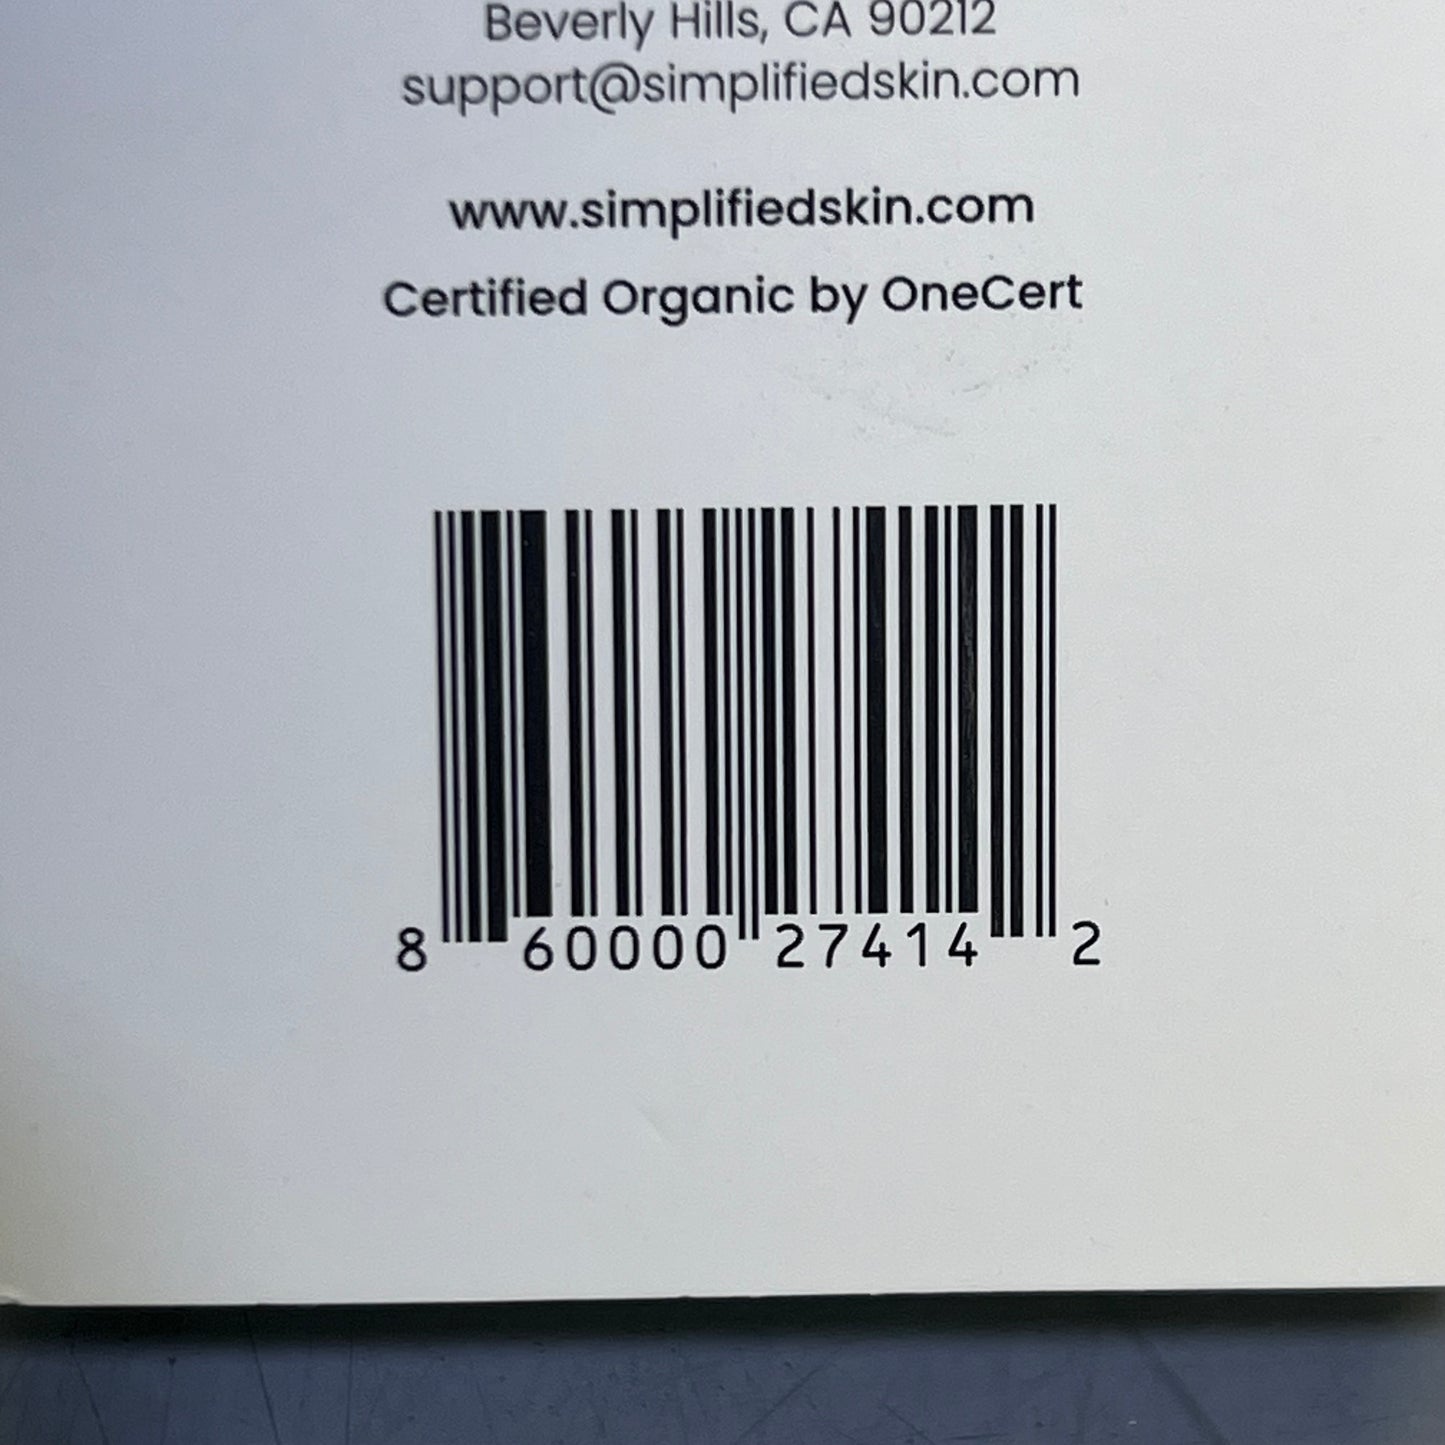 Beverly Hills, CA 90212
support@simplifiedskin.com
www.simplifiedskin.com
Certified Organic by OneCert
8 60000 27414 2